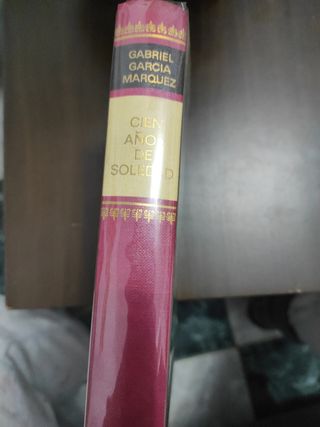 GABRIEL
GARCIA
MARQUEZ
CIEN
AÑOS
DE
SOLEDAD